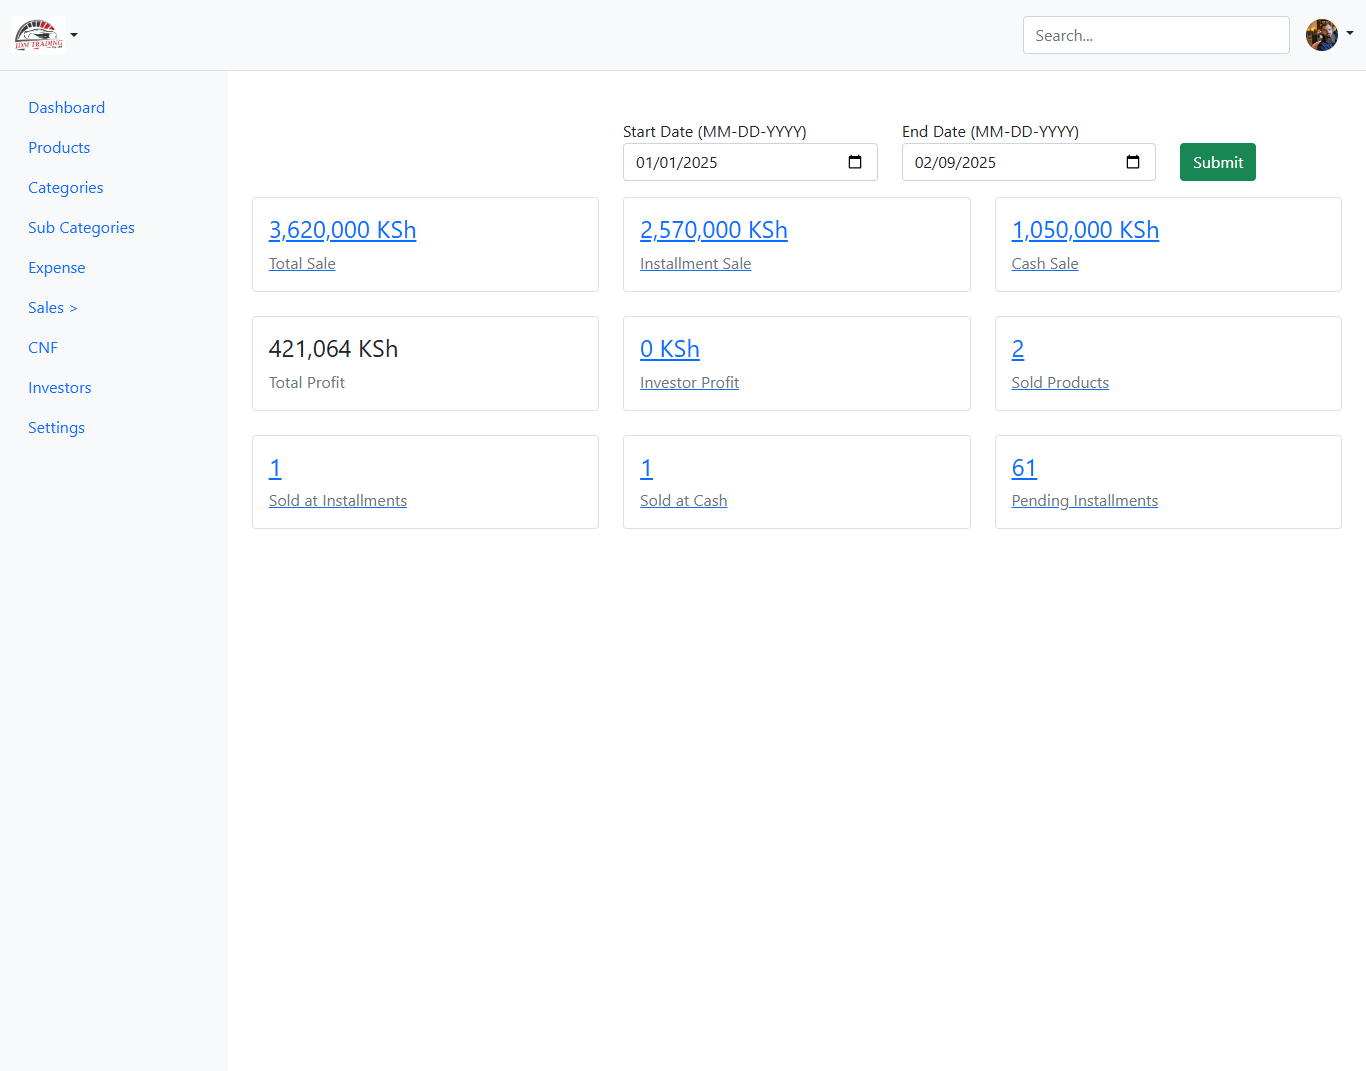 JDM TRADING
Search...
Dashboard
Products
Categories
Sub Categories
Expense
Sales >
CNF
Investors
Settings
Start Date (MM-DD-YYYY)
End Date (MM-DD-YYYY)
01/01/2025
02/09/2025
Submit
3,620,000 KSh
Total Sale
2,570,000 KSh
Installment Sale
1,050,000 KSh
Cash Sale
421,064 KSh
Total Profit
0 KSh
Investor Profit
2
Sold Products
1
Sold at Installments
1
Sold at Cash
61
Pending Installments